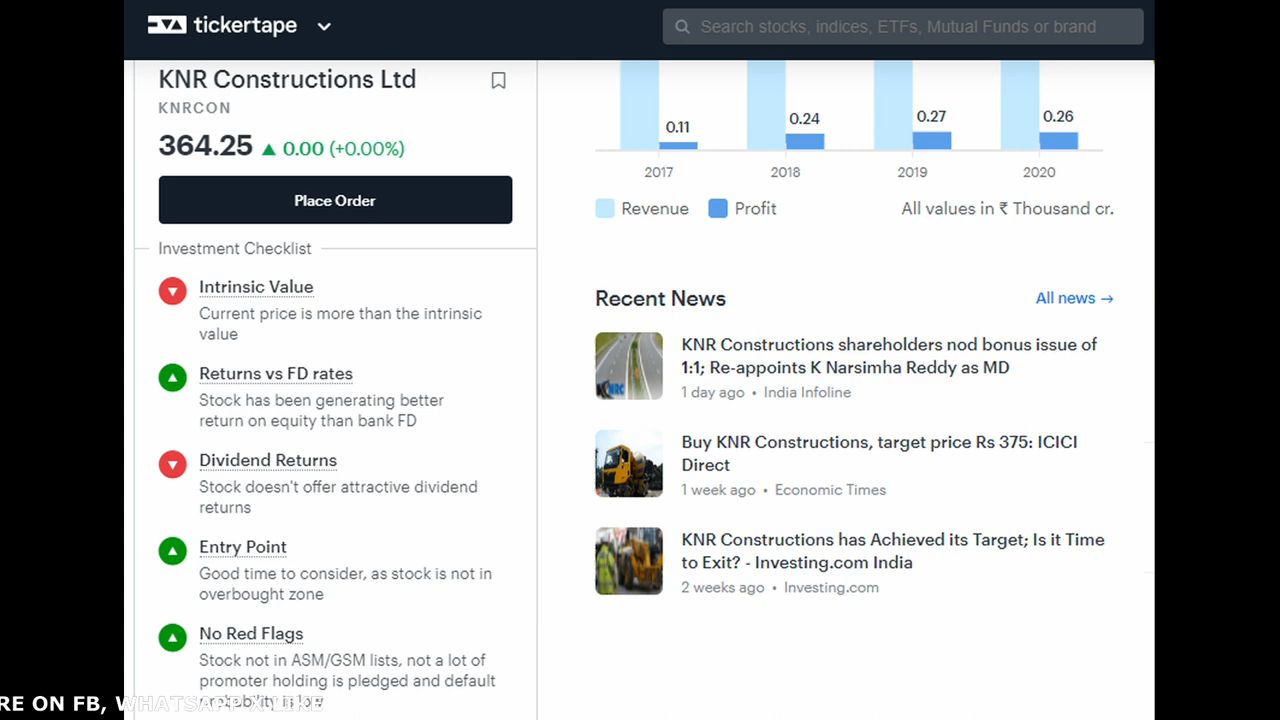 tickertape
Search stocks, indices, ETFs, Mutual Funds or brand
KNR Constructions Ltd
KNRCON
364.25 ▲ 0.00 (+0.00%)
Place Order
Investment Checklist
Intrinsic Value
Current price is more than the intrinsic
value
Returns vs FD rates
Stock has been generating better
return on equity than bank FD
Dividend Returns
Stock doesn't offer attractive dividend
returns
Entry Point
Good time to consider, as stock is not in
overbought zone
No Red Flags
Stock not in ASM/GSM lists, not a lot of
promoter holding is pledged and default
probability is low
0.11 0.24 0.27 0.26
2017 2018 2019 2020
Revenue Profit All values in ₹ Thousand cr.
Recent News All news →
KNR Constructions shareholders nod bonus issue of
1:1; Re-appoints K Narsimha Reddy as MD
1 day ago • India Infoline
Buy KNR Constructions, target price Rs 375: ICICI
Direct
1 week ago • Economic Times
KNR Constructions has Achieved its Target; Is it Time
to Exit? - Investing.com India
2 weeks ago • Investing.com
RE ON FB, WHATSAPP X LIKE